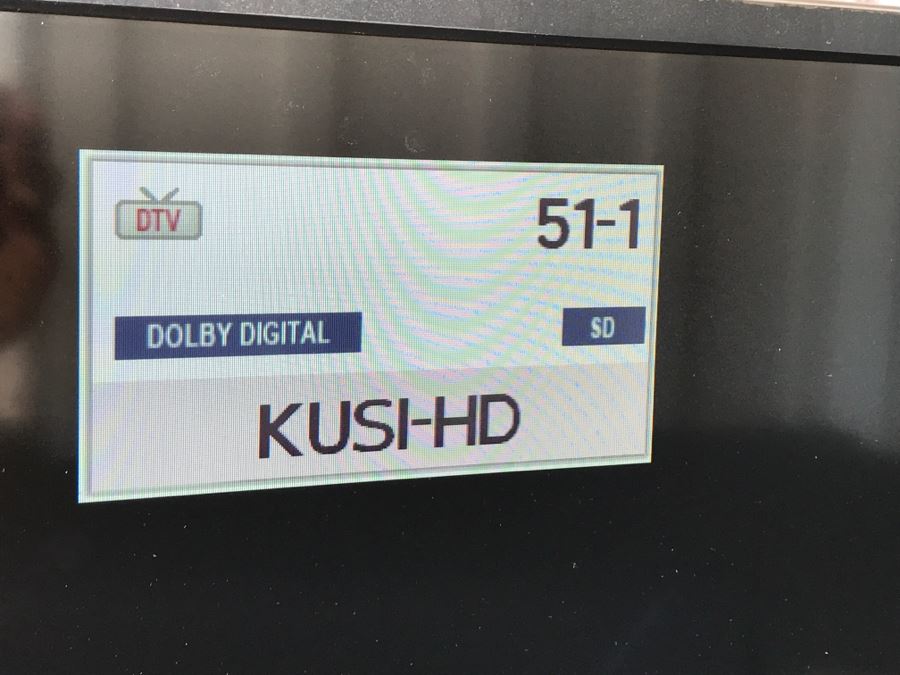 DTV
51-1
DOLBY DIGITAL
SD
KUSI-HD